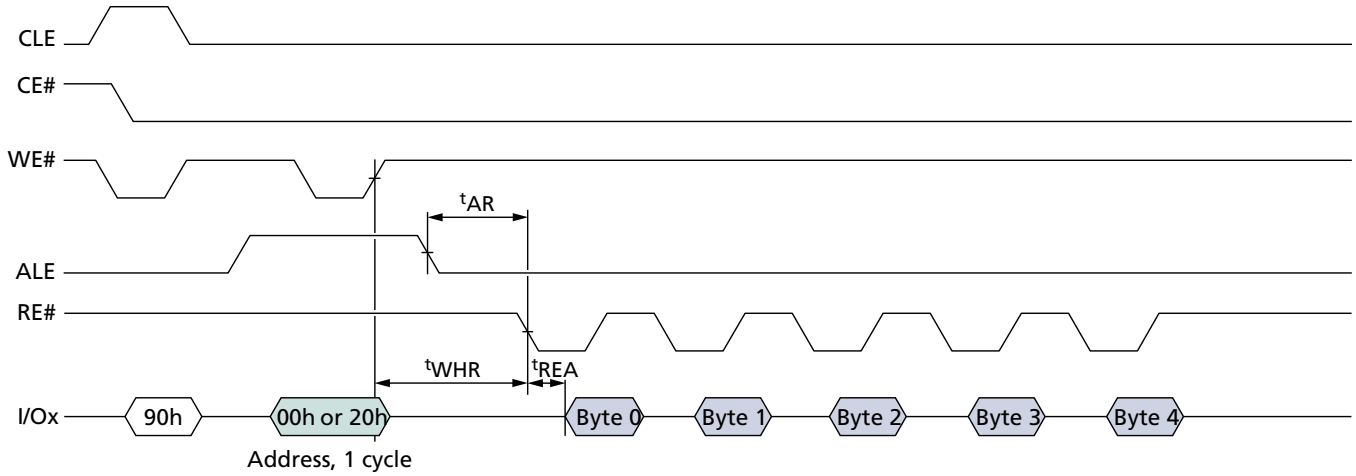 CLE
CE#
WE#
tAR
ALE
RE#
tWHR
tREA
I/Ox
90h
00h or 20h
Byte 0
Byte 1
Byte 2
Byte 3
Byte 4
Address, 1 cycle